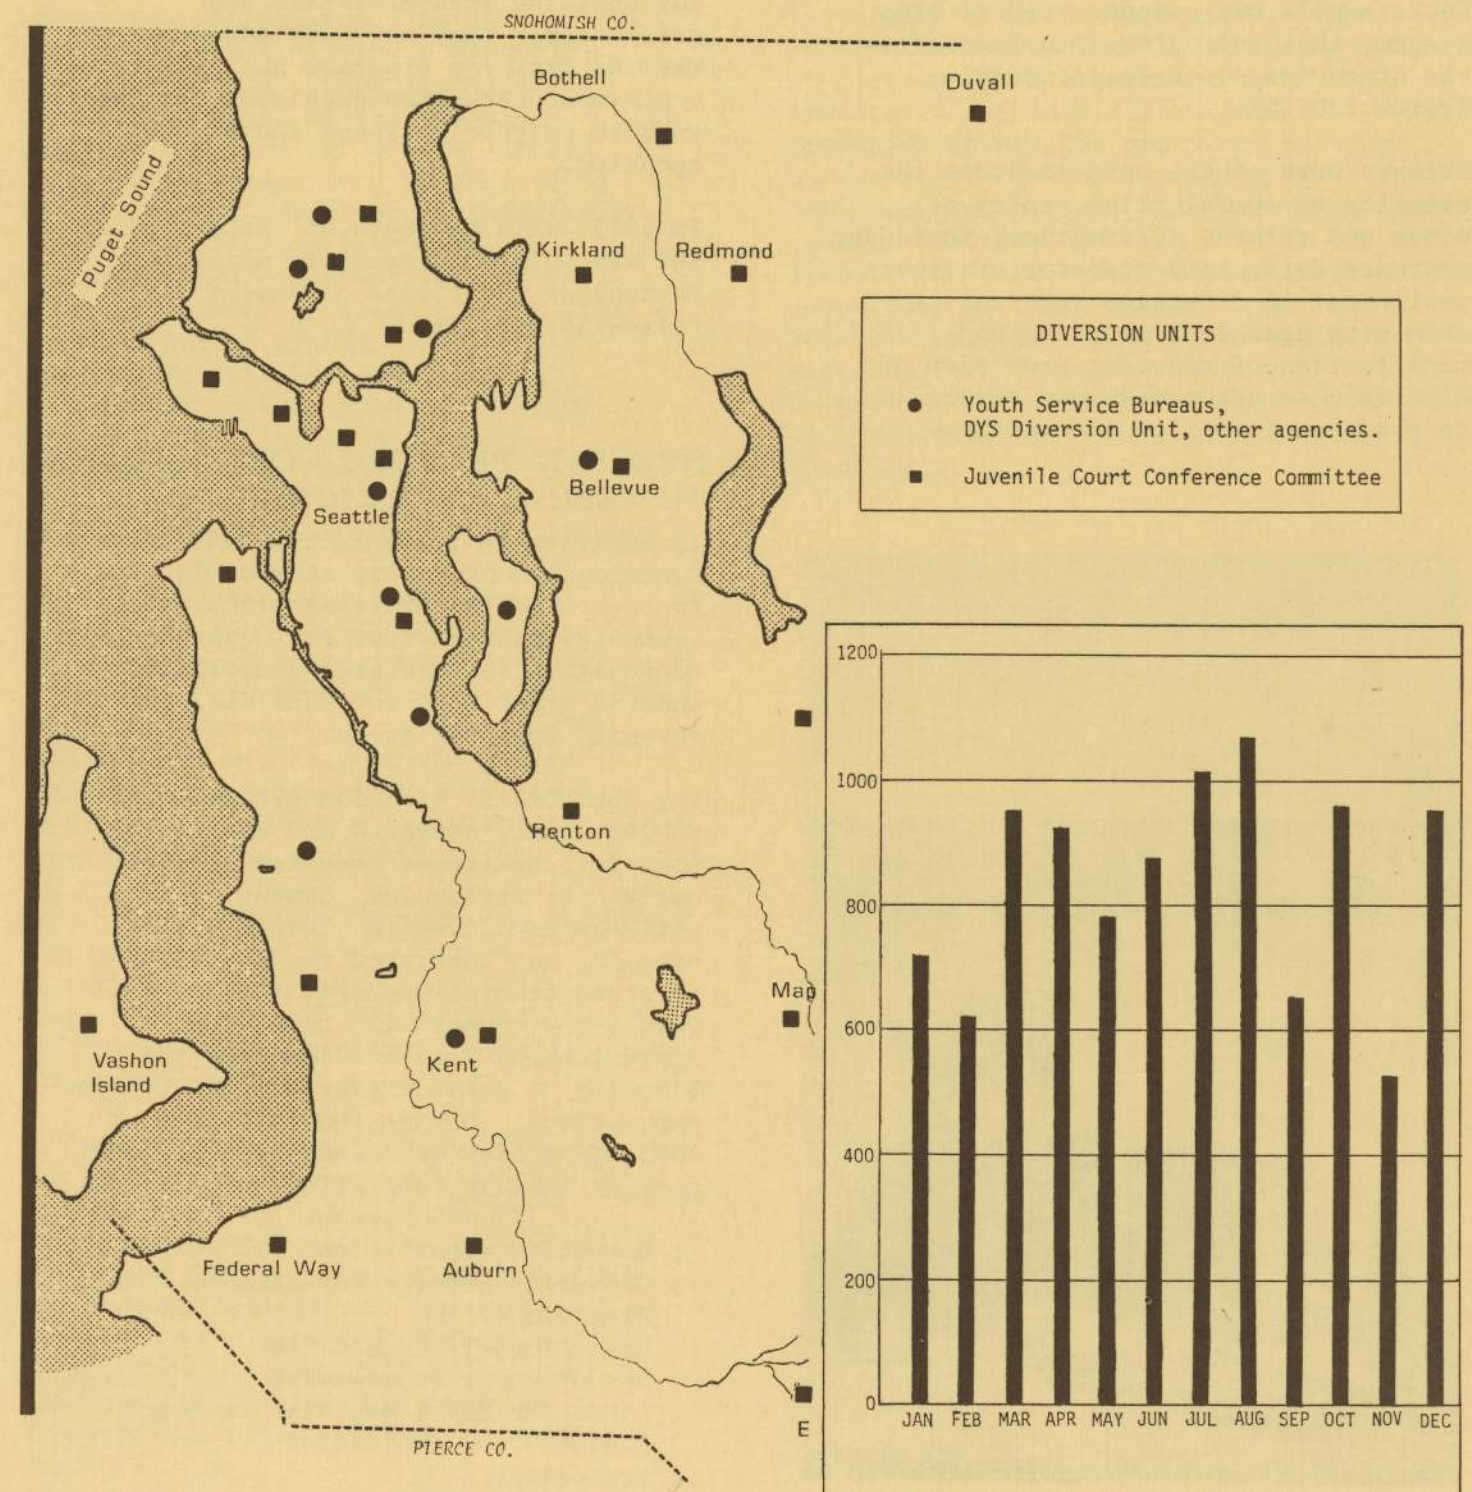 SNOHOMISH CO.
Bothell
Duvall
Puget Sound
Kirkland
Redmond
DIVERSION UNITS
Youth Service Bureaus,
DYS Diversion Unit, other agencies.
Juvenile Court Conference Committee
Bellevue
Seattle
Renton
Map
Vashon
Island
Kent
Federal Way
Auburn
E
PIERCE CO.
1200
1000
800
600
400
200
0
JAN FEB MAR APR MAY JUN JUL AUG SEP OCT NOV DEC